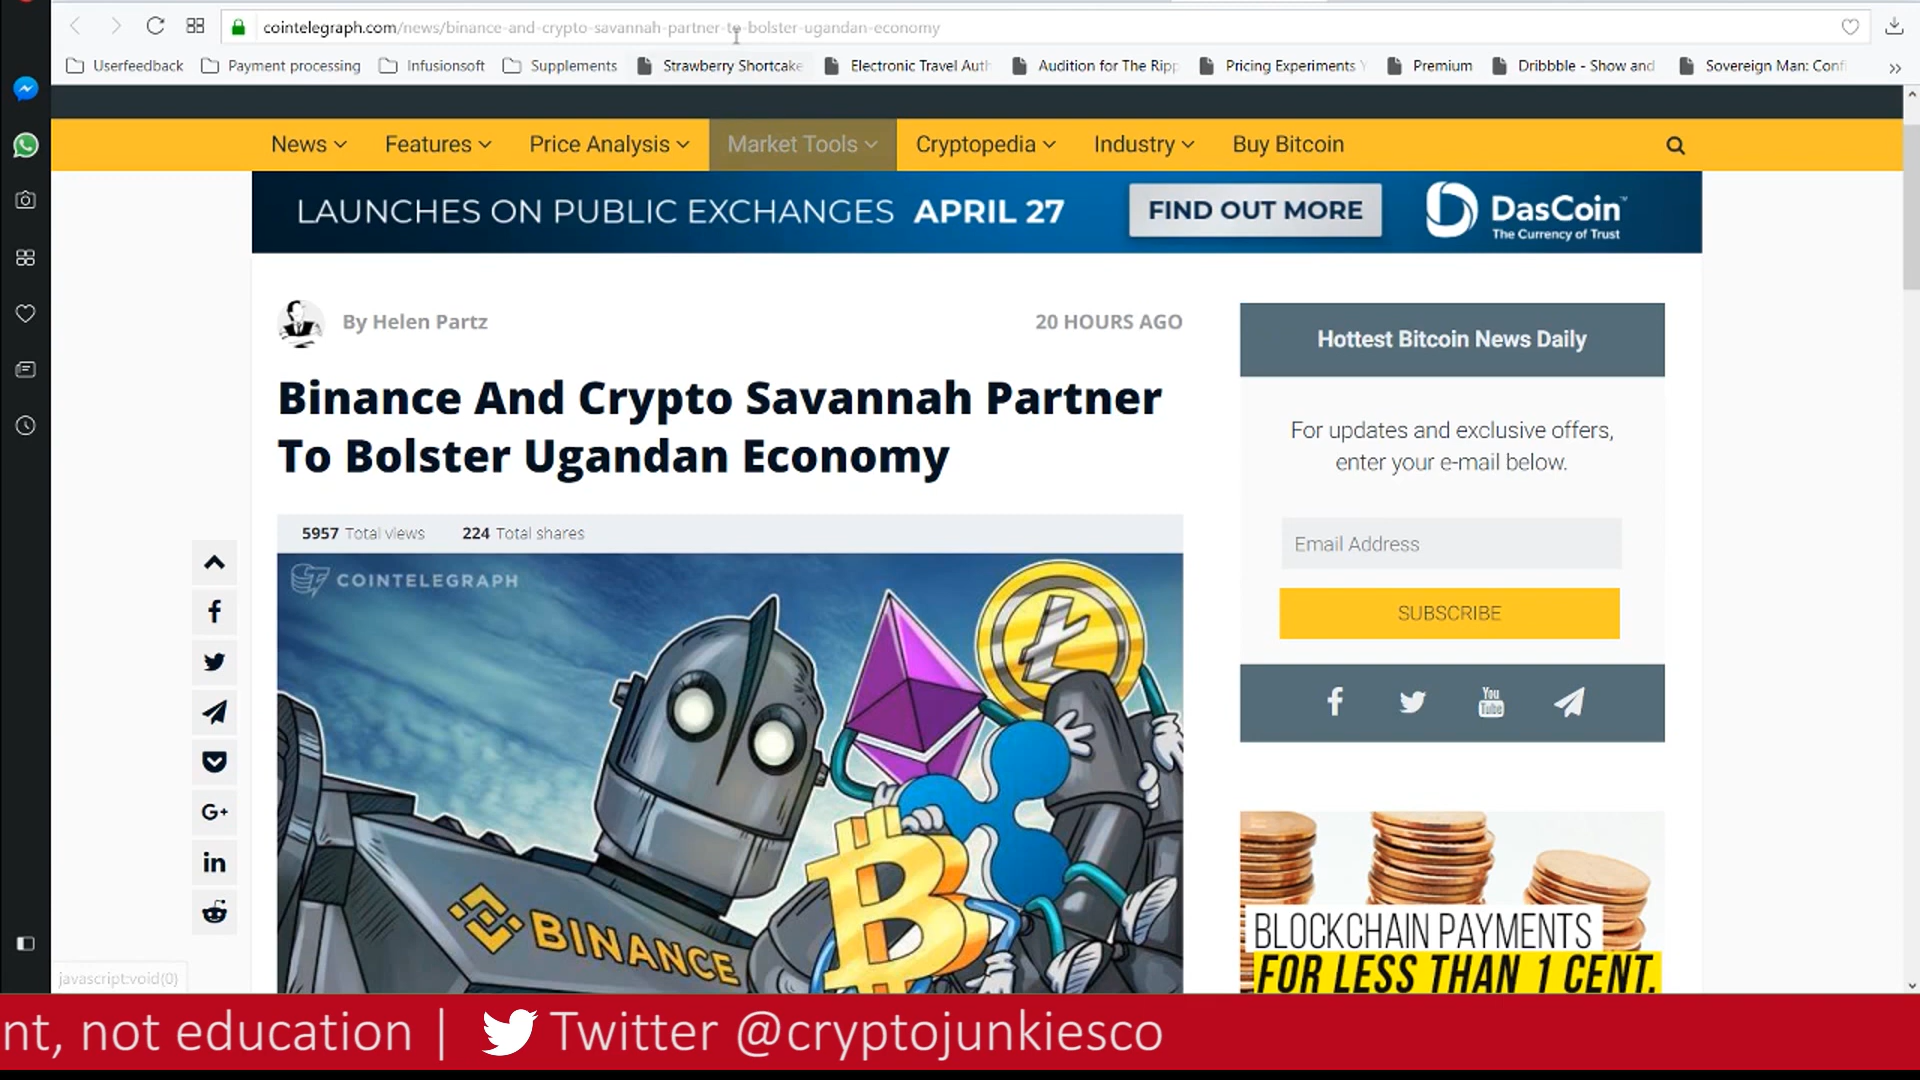 cointelegraph.com/news/binance-and-crypto-savannah-partner-to-bolster-ugandan-economy
Userfeedback Payment processing Infusionsoft Supplements Strawberry Shortcake Electronic Travel Auth Audition for The Ripp Pricing Experiments Premium Dribbble - Show and Sovereign Man: Confi
News Features Price Analysis Market Tools Cryptopedia Industry Buy Bitcoin
LAUNCHES ON PUBLIC EXCHANGES APRIL 27 FIND OUT MORE DasCoin™
The Currency of Trust
By Helen Partz 20 HOURS AGO
Binance And Crypto Savannah Partner
To Bolster Ugandan Economy
5957 Total views 224 Total shares
COINTELEGRAPH
BINANCE
Hottest Bitcoin News Daily
For updates and exclusive offers,
enter your e-mail below.
Email Address
SUBSCRIBE
You
Tube
BLOCKCHAIN PAYMENTS
FOR LESS THAN 1 CENT.
G+
in
javascript:void(0)
nt, not education | Twitter @cryptojunkiesco